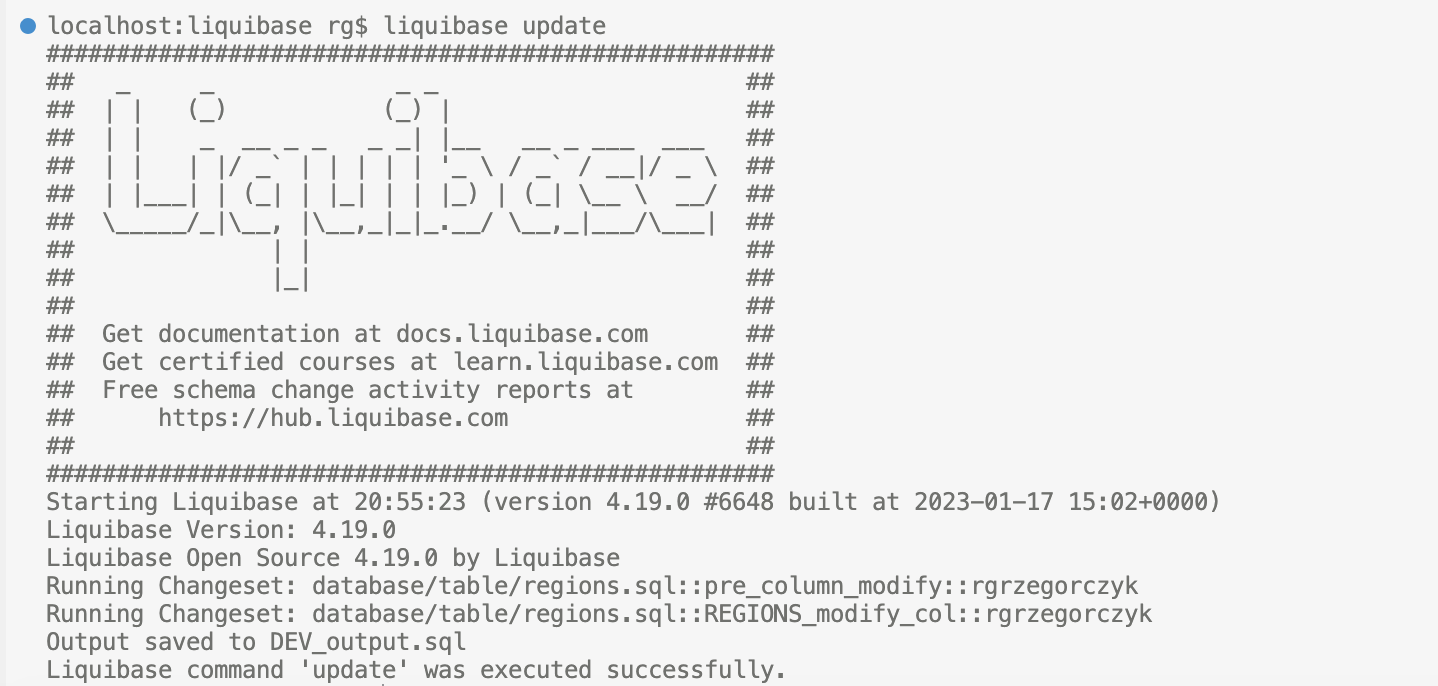 localhost:liquibase rg$ liquibase update
####################################################
##   _     _             _ _                      ##
##  | |   (_)           (_) |                     ##
##  | |    _  __ _ _   _ _| |__   __ _ ___  ___   ##
##  | |   | |/ _` | | | | | '_ \ / _` / __|/ _ \  ##
##  | |___| | (_| | |_| | | |_) | (_| \__ \  __/  ##
##  \_____/_|\__, |\__,_|_|_.__/ \__,_|___/\___|  ##
##              | |                               ##
##              |_|                               ##
##                                                ##
##  Get documentation at docs.liquibase.com       ##
##  Get certified courses at learn.liquibase.com  ##
##  Free schema change activity reports at        ##
##      https://hub.liquibase.com                 ##
##                                                ##
####################################################
Starting Liquibase at 20:55:23 (version 4.19.0 #6648 built at 2023-01-17 15:02+0000)
Liquibase Version: 4.19.0
Liquibase Open Source 4.19.0 by Liquibase
Running Changeset: database/table/regions.sql::pre_column_modify::rgrzegorczyk
Running Changeset: database/table/regions.sql::REGIONS_modify_col::rgrzegorczyk
Output saved to DEV_output.sql
Liquibase command 'update' was executed successfully.